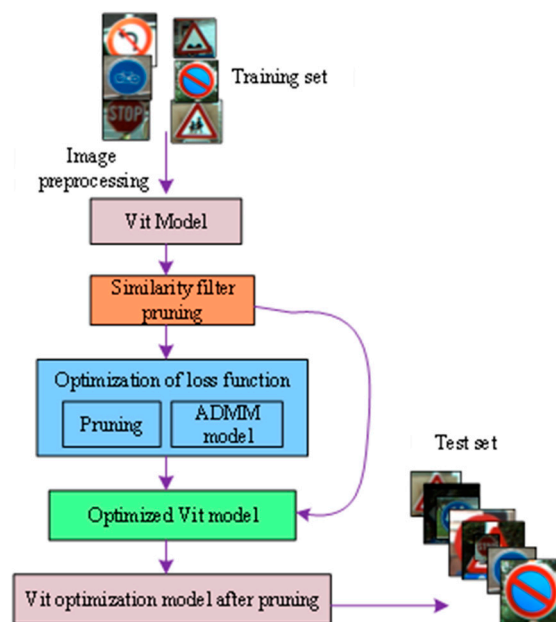 STOP
Training set
Image
preprocessing
Vit Model
Similarity filter
pruning
Optimization of loss function
Pruning
ADMM
model
Test set
Optimized Vit model
Vit optimization model after pruning